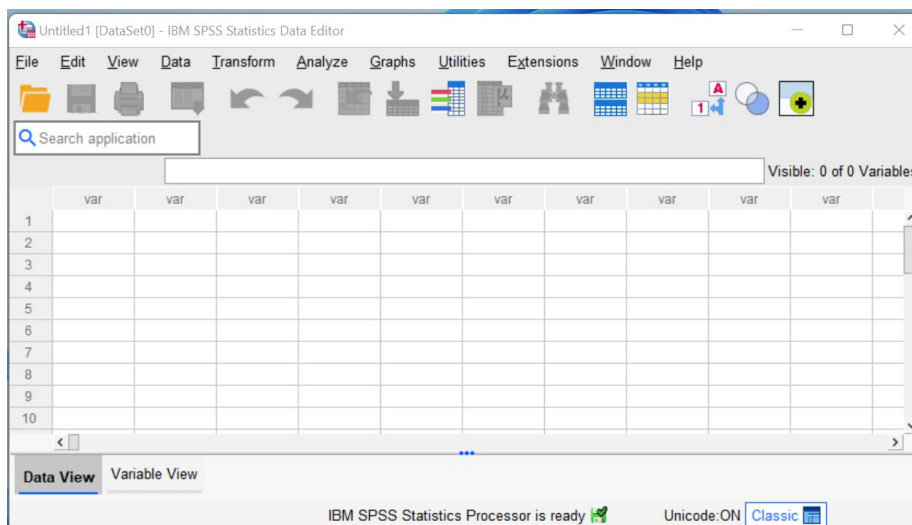 Untitled1 [DataSet0] - IBM SPSS Statistics Data Editor
File Edit View Data Transform Analyze Graphs Utilities Extensions Window Help
A
1
Search application
Visible: 0 of 0 Variables
var var var var var var var var var var
1
2
3
4
5
6
7
8
9
10
Data View Variable View
IBM SPSS Statistics Processor is ready Unicode:ON Classic